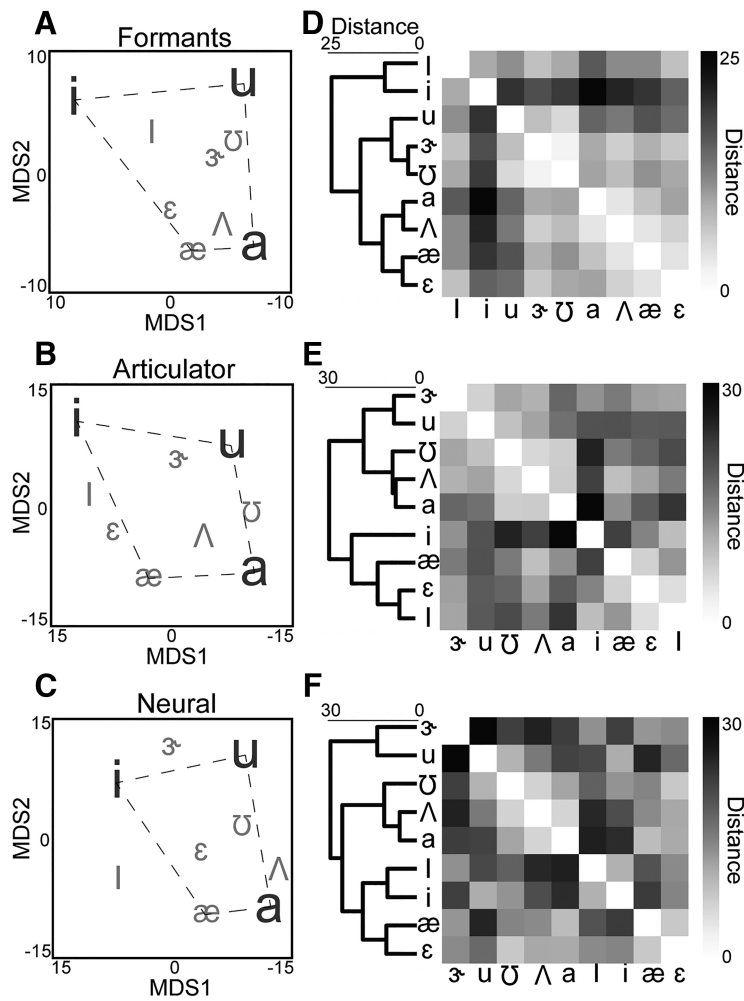 A
Formants
10
0
-10
MDS2
i
u
I
ʊ
ɝ
ɛ
ʌ
æ
a
10
0
-10
MDS1
D
Distance
25
0
I
i
u
ɝ
ʊ
a
ʌ
æ
ɛ
I i u ɝ ʊ a ʌ æ ɛ
25
Distance
0
B
Articulator
15
0
-15
MDS2
i
u
ɝ
I
ʊ
ɛ
ʌ
æ
a
15
0
-15
MDS1
E
30
0
ɝ
u
ʊ
ʌ
a
i
æ
ɛ
I
ɝ u ʊ ʌ a i æ ɛ I
30
Distance
0
C
Neural
15
0
-15
MDS2
ɝ
u
i
ʊ
ɛ
I
ʌ
æ
a
15
0
-15
MDS1
F
30
0
ɝ
u
ʊ
ʌ
a
I
i
æ
ɛ
ɝ u ʊ ʌ a I i æ ɛ
30
Distance
0